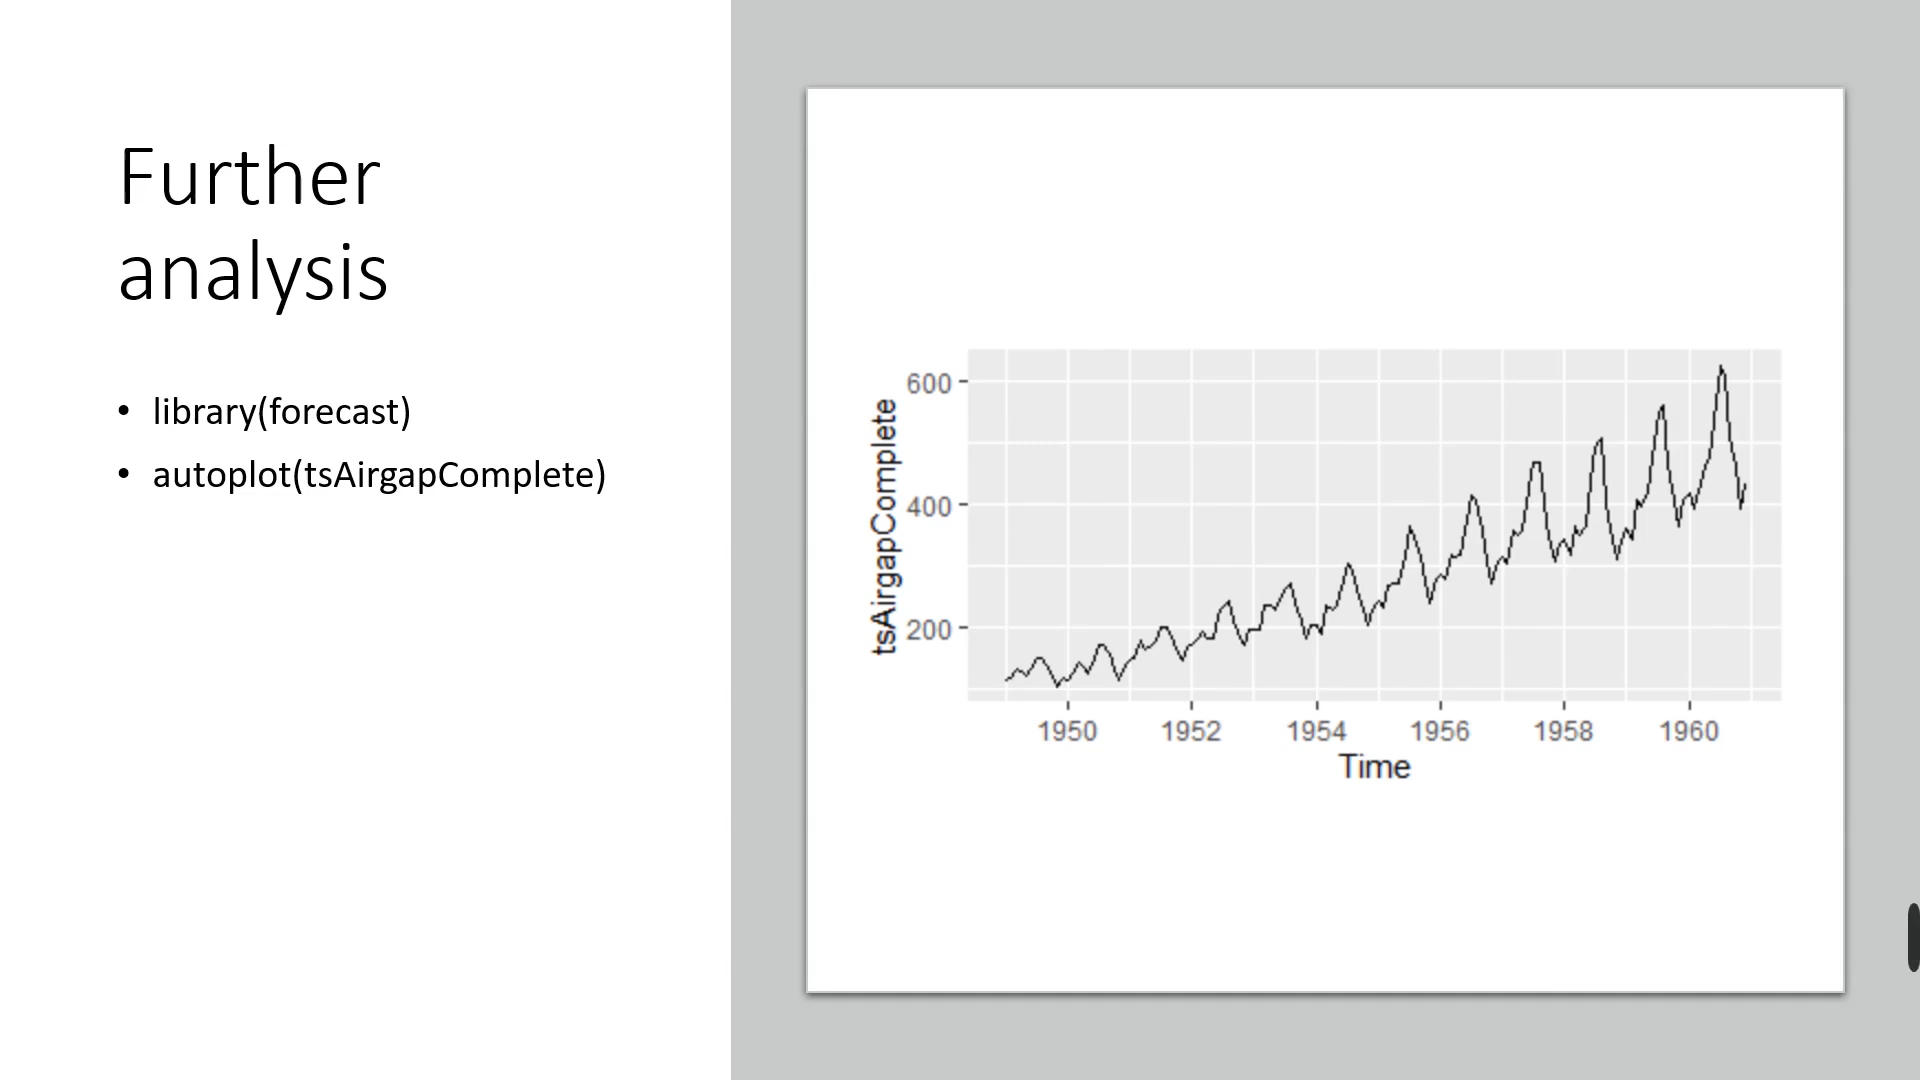 Further
analysis
• library(forecast)
• autoplot(tsAirgapComplete)
tsAirgapComplete
600
400
200
1950 1952 1954 1956 1958 1960
Time